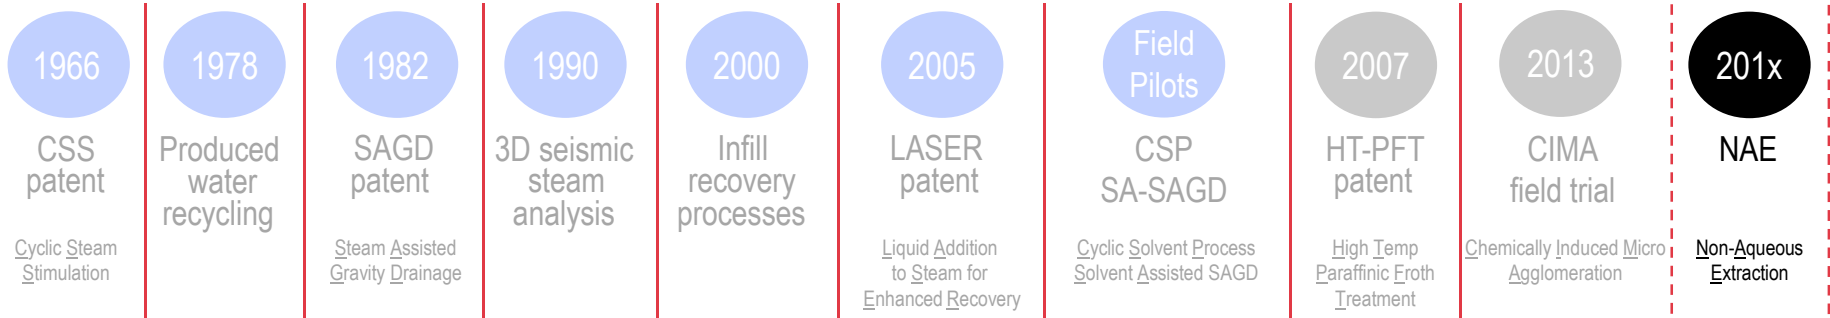 1966
CSS
patent
Cyclic Steam
Stimulation
1978
Produced
water
recycling
1982
SAGD
patent
Steam Assisted
Gravity Drainage
1990
3D seismic
steam
analysis
2000
Infill
recovery
processes
2005
LASER
patent
Liquid Addition
to Steam for
Enhanced Recovery
Field
Pilots
CSP
SA-SAGD
Cyclic Solvent Process
Solvent Assisted SAGD
2007
HT-PFT
patent
High Temp
Paraffinic Froth
Treatment
2013
CIMA
field trial
Chemically Induced Micro
Agglomeration
201x
NAE
Non-Aqueous
Extraction